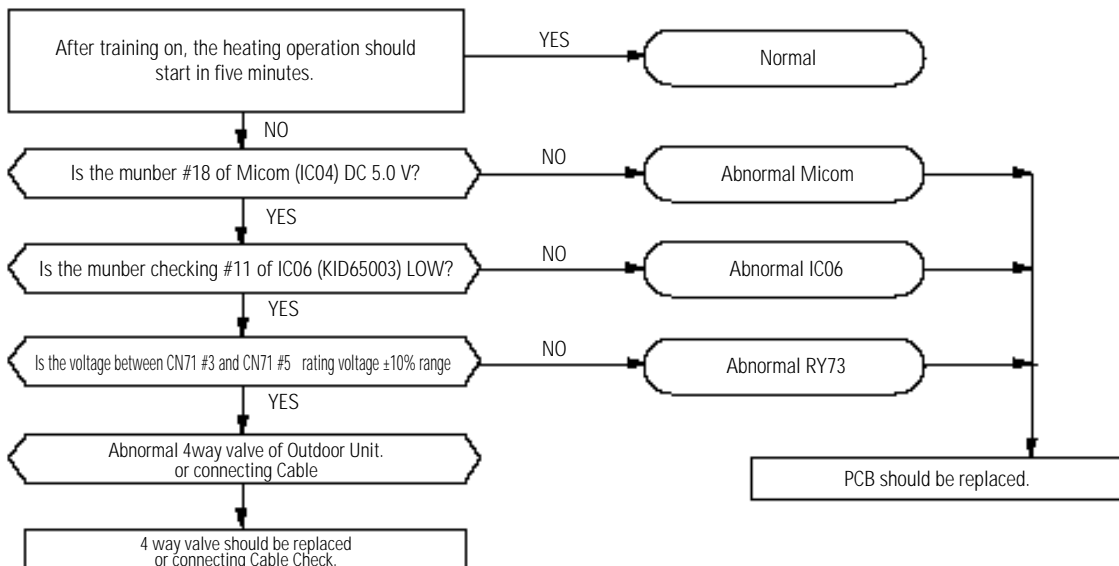 After training on, the heating operation should
start in five minutes.
YES
Normal
NO
Is the munber #18 of Micom (IC04) DC 5.0 V?
NO
Abnormal Micom
YES
Is the munber checking #11 of IC06 (KID65003) LOW?
NO
Abnormal IC06
YES
Is the voltage between CN71 #3 and CN71 #5 rating voltage ±10% range
NO
Abnormal RY73
YES
Abnormal 4way valve of Outdoor Unit.
or connecting Cable
PCB should be replaced.
4 way valve should be replaced
or connecting Cable Check.